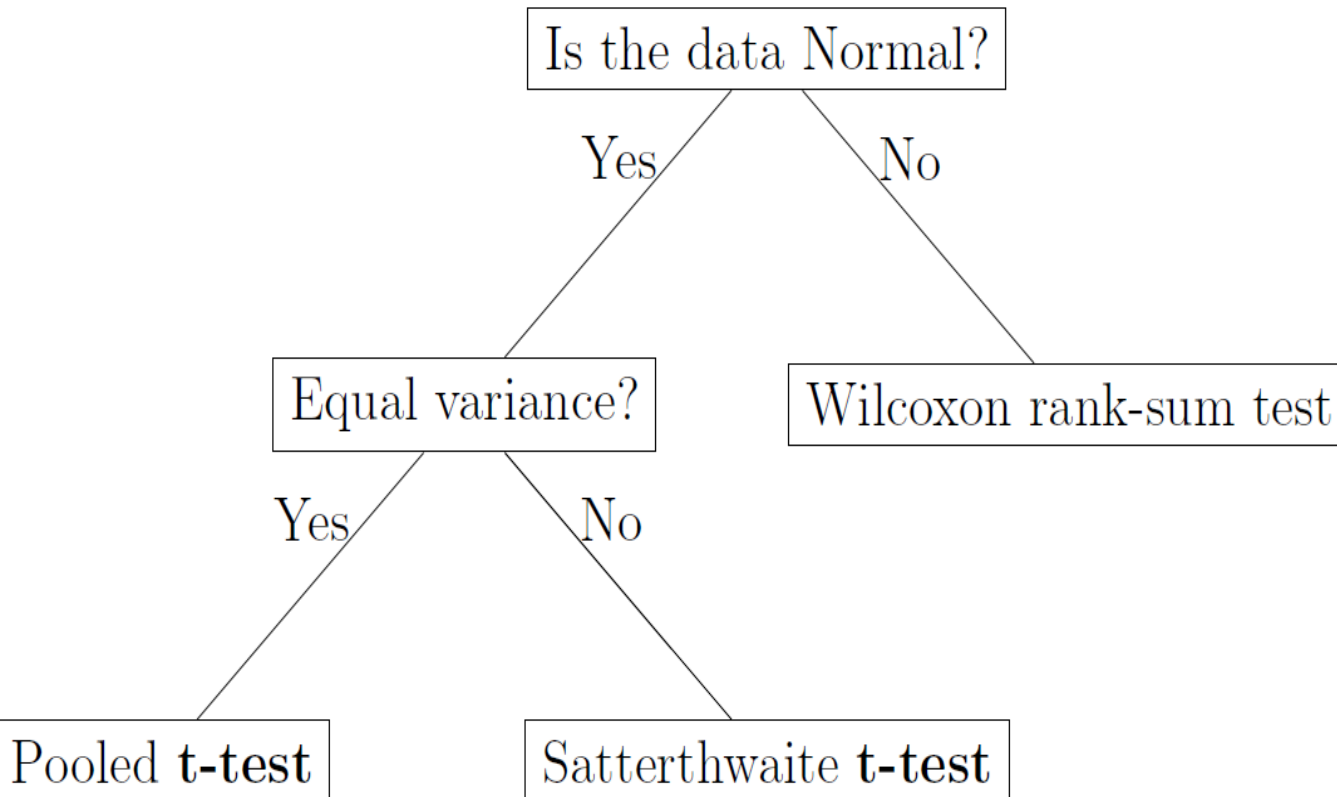 Is the data Normal?
Yes
No
Equal variance?
Wilcoxon rank-sum test
Yes
No
Pooled t-test
Satterthwaite t-test